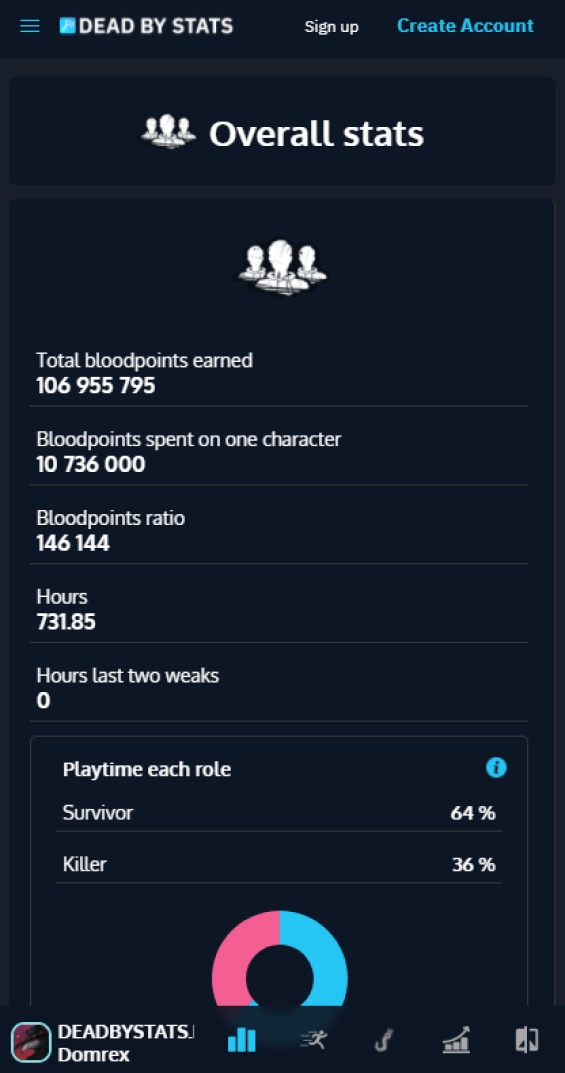 DEAD BY STATS
Sign up
Create Account
Overall stats
Total bloodpoints earned
106 955 795
Bloodpoints spent on one character
10 736 000
Bloodpoints ratio
146 144
Hours
731.85
Hours last two weaks
0
Playtime each role
Survivor 64 %
Killer 36 %
DEADBYSTATS.
Domrex